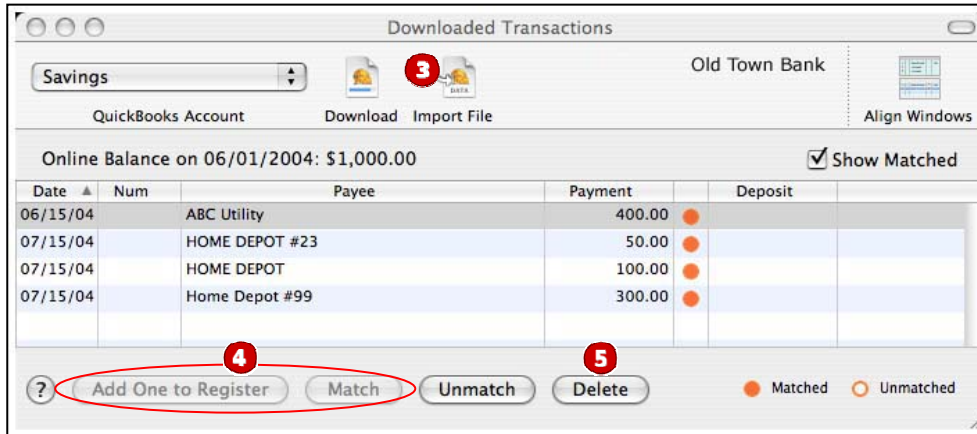 Downloaded Transactions
Savings
3
DATA
Old Town Bank
QuickBooks Account Download Import File Align Windows
Online Balance on 06/01/2004: $1,000.00 Show Matched
Date Num Payee Payment Deposit
06/15/04 ABC Utility 400.00
07/15/04 HOME DEPOT #23 50.00
07/15/04 HOME DEPOT 100.00
07/15/04 Home Depot #99 300.00
4 5
? Add One to Register Match Unmatch Delete Matched Unmatched